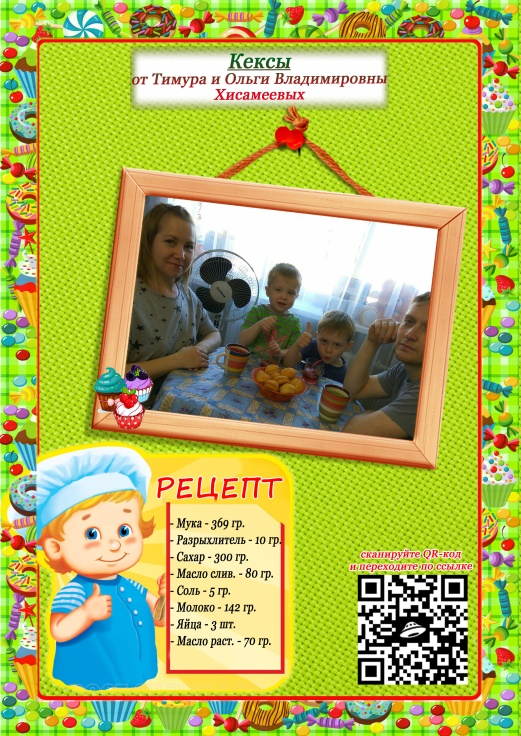 Кексы
от Тимура и Ольги Владимировны
Хисамеевых
РЕЦЕПТ
- Мука - 369 гр.
- Разрыхлитель - 10 гр.
- Сахар - 300 гр.
- Масло слив. - 80 гр.
- Соль - 5 гр.
- Молоко - 142 гр.
- Яйца - 3 шт.
- Масло раст. - 70 гр.
сканируйте QR-код
и переходите по ссылке